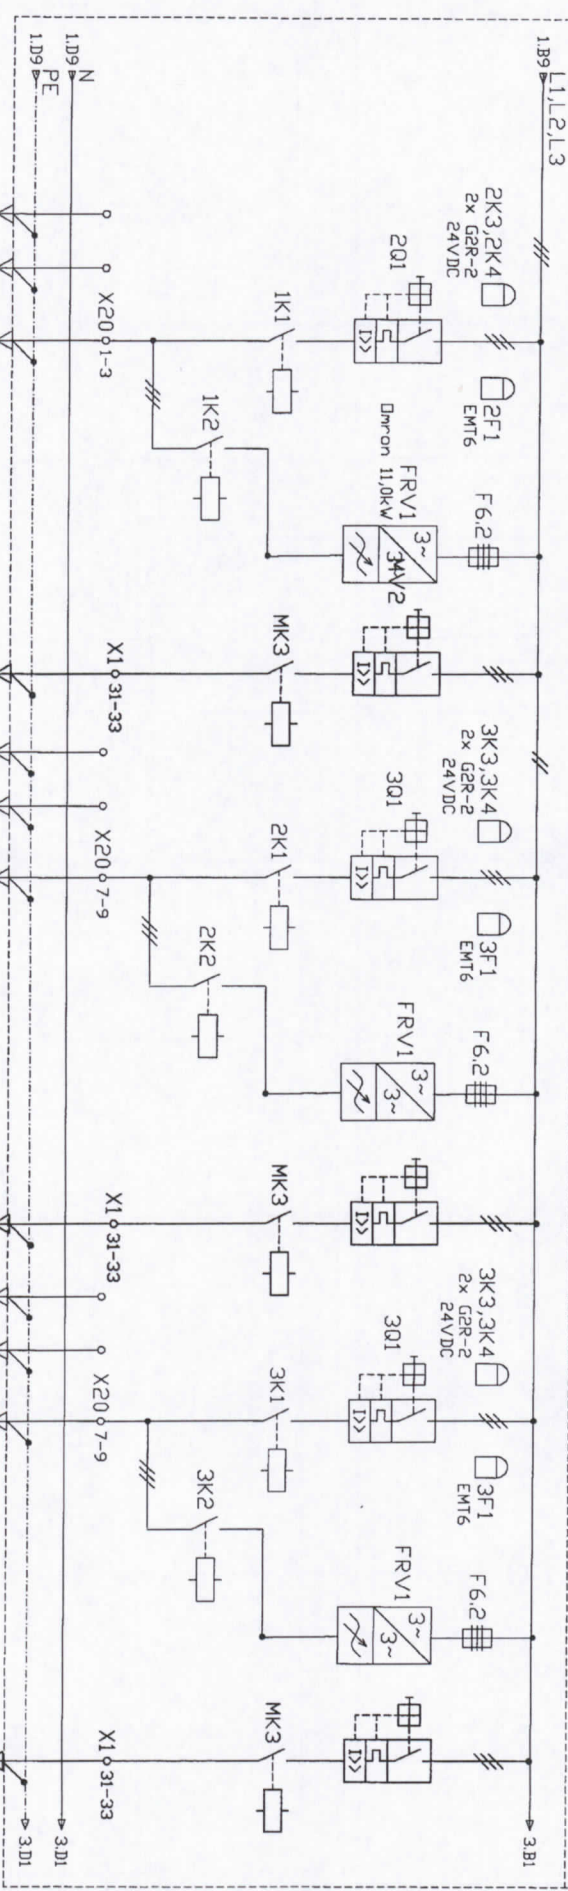 1.B9
L1,L2,L3
1.D9
N
1.D9
PE
2K3,2K4
2x G2R-2
24VDC
2F1
EMT6
F6.2
2Q1
FRV1
Omron 11,0kW
3~
1K1
1K2
X20
1-3
I>>
MK3
I>>
X1
31-33
3K3,3K4
2x G2R-2
24VDC
3F1
EMT6
F6.2
3Q1
I>>
FRV1
3~
3~
2K1
2K2
X20
7-9
I>>
MK3
X1
31-33
3K3,3K4
2x G2R-2
24VDC
3F1
EMT6
F6.2
3Q1
I>>
FRV1
3~
3~
3K1
3K2
X20
7-9
I>>
MK3
X1
31-33
3.B1
3.D1
3.D1